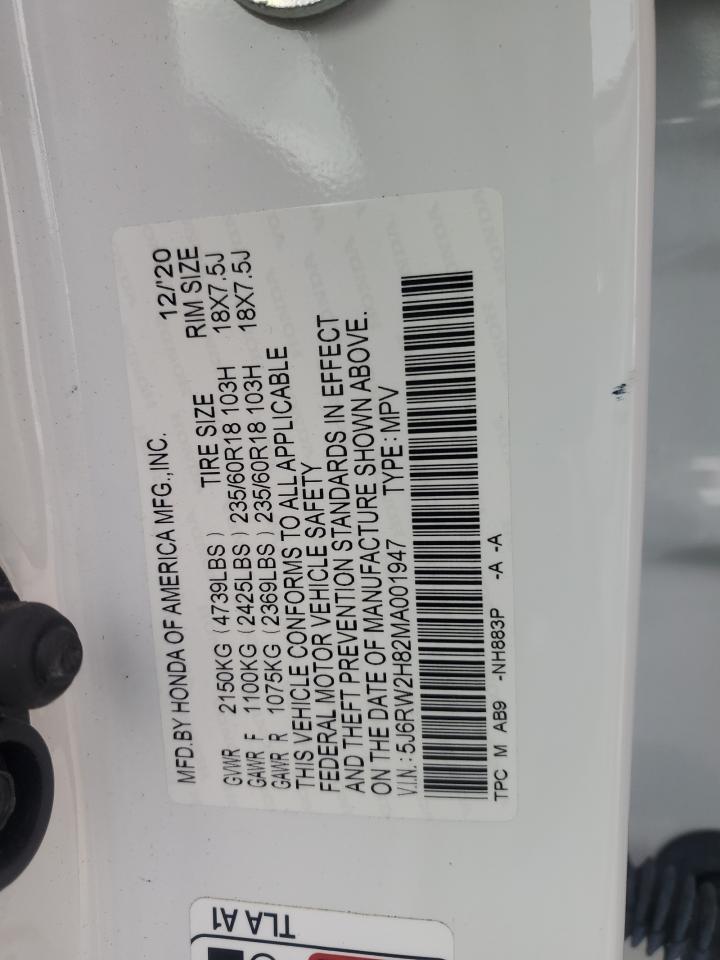 MFD.BY HONDA OF AMERICA MFG.,INC. 12/'20
GVWR 2150KG (4739LBS) TIRE SIZE RIM SIZE
GAWR F 1100KG (2425LBS) 235/60R18 103H 18X7.5J
GAWR R 1075KG (2369LBS) 235/60R18 103H 18X7.5J
THIS VEHICLE CONFORMS TO ALL APPLICABLE
FEDERAL MOTOR VEHICLE SAFETY
AND THEFT PREVENTION STANDARDS IN EFFECT
ON THE DATE OF MANUFACTURE SHOWN ABOVE.
V.I.N.: 5J6RW2H82MA001947 TYPE: MPV
TPC M AB9 -NH883P -A -A
TLA A1